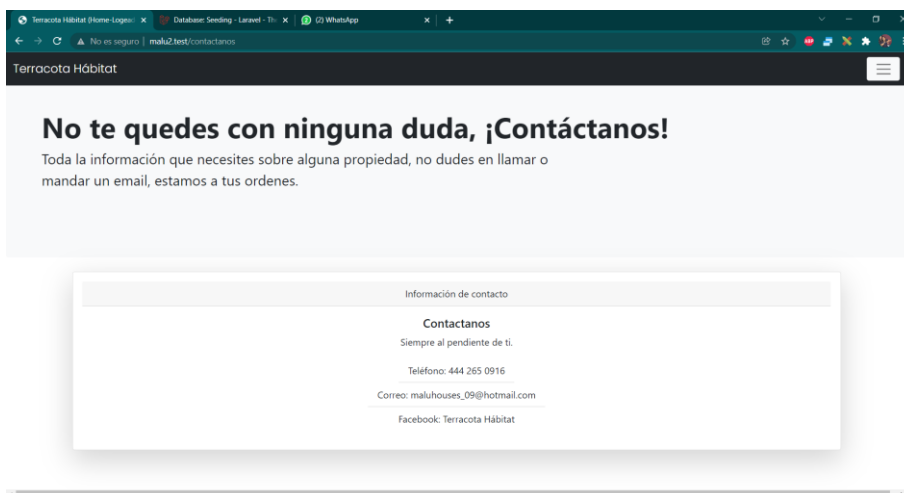 Terracota Hábitat (Home-Logeac
Database: Seeding - Laravel - The
(2) WhatsApp
No es seguro | malu2.test/contactanos
Terracota Hábitat
No te quedes con ninguna duda, ¡Contáctanos!
Toda la información que necesites sobre alguna propiedad, no dudes en llamar o
mandar un email, estamos a tus ordenes.
Información de contacto
Contactanos
Siempre al pendiente de ti.
Teléfono: 444 265 0916
Correo: maluhouses_09@hotmail.com
Facebook: Terracota Hábitat